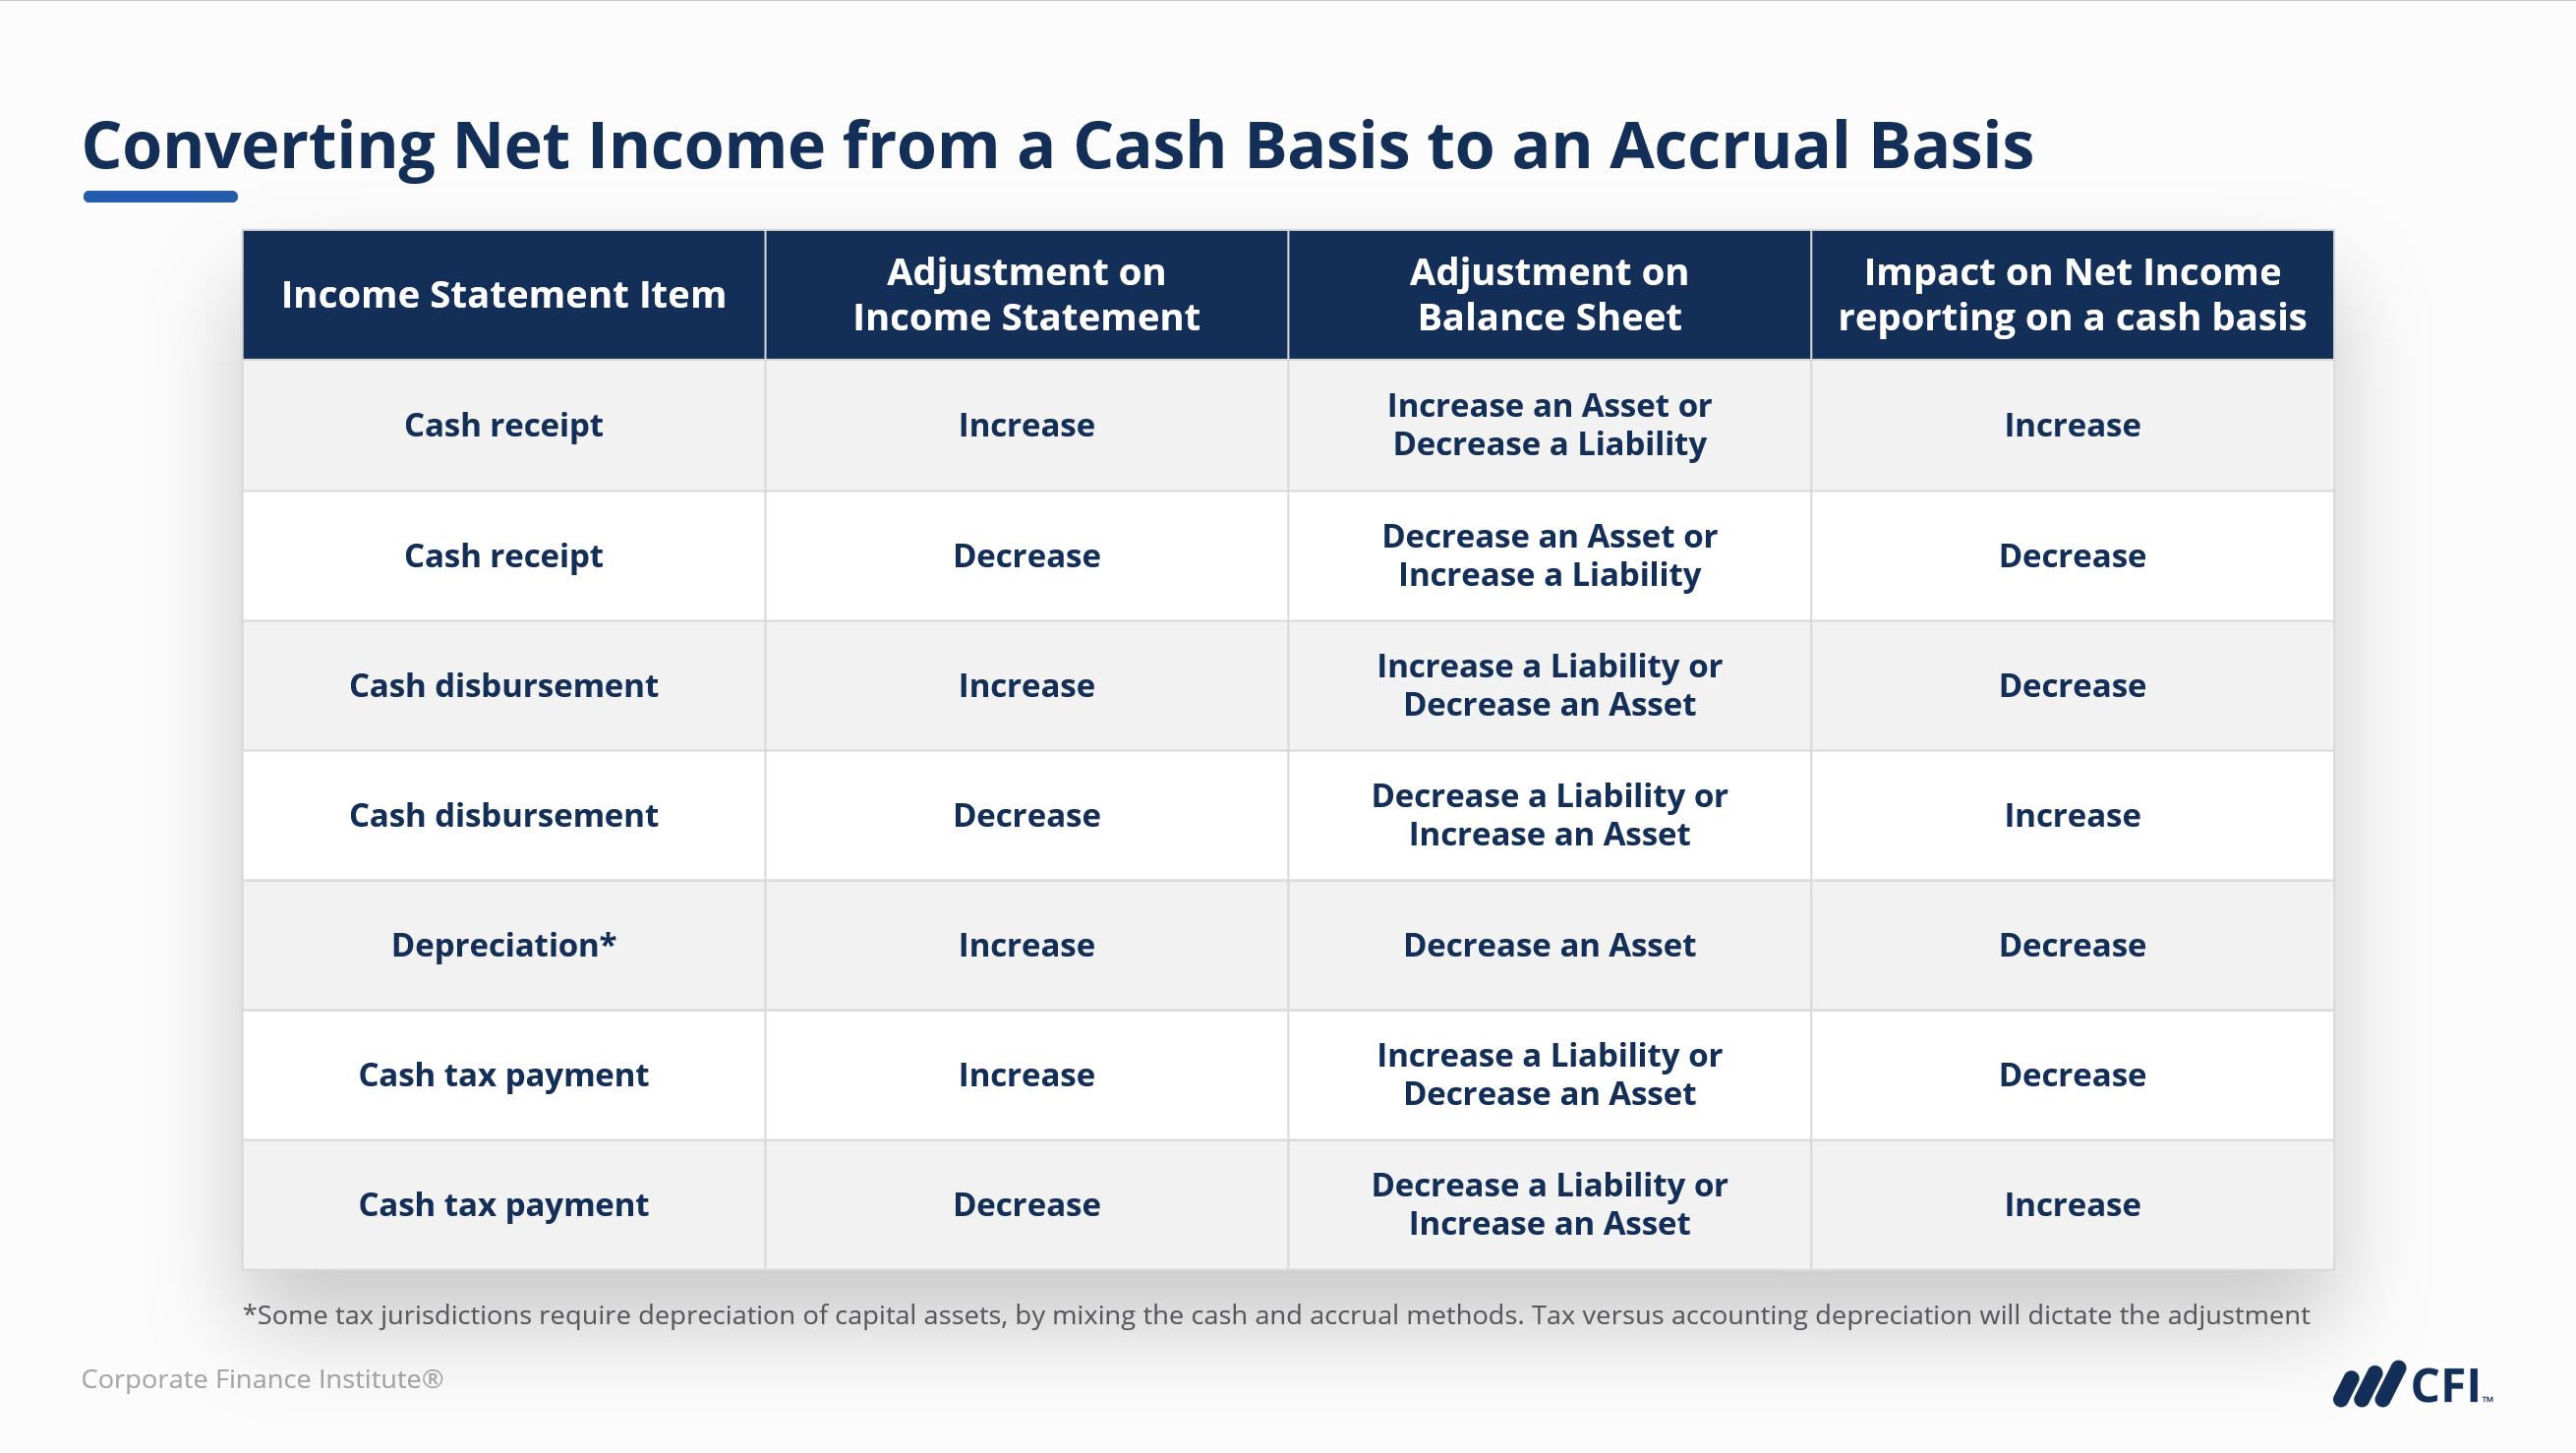 Converting Net Income from a Cash Basis to an Accrual Basis
Income Statement Item
Adjustment on
Income Statement
Adjustment on
Balance Sheet
Impact on Net Income
reporting on a cash basis
Cash receipt
Increase
Increase an Asset or
Decrease a Liability
Increase
Cash receipt
Decrease
Decrease an Asset or
Increase a Liability
Decrease
Cash disbursement
Increase
Increase a Liability or
Decrease an Asset
Decrease
Cash disbursement
Decrease
Decrease a Liability or
Increase an Asset
Increase
Depreciation*
Increase
Decrease an Asset
Decrease
Cash tax payment
Increase
Increase a Liability or
Decrease an Asset
Decrease
Cash tax payment
Decrease
Decrease a Liability or
Increase an Asset
Increase
*Some tax jurisdictions require depreciation of capital assets, by mixing the cash and accrual methods. Tax versus accounting depreciation will dictate the adjustment
Corporate Finance Institute®
CFI™